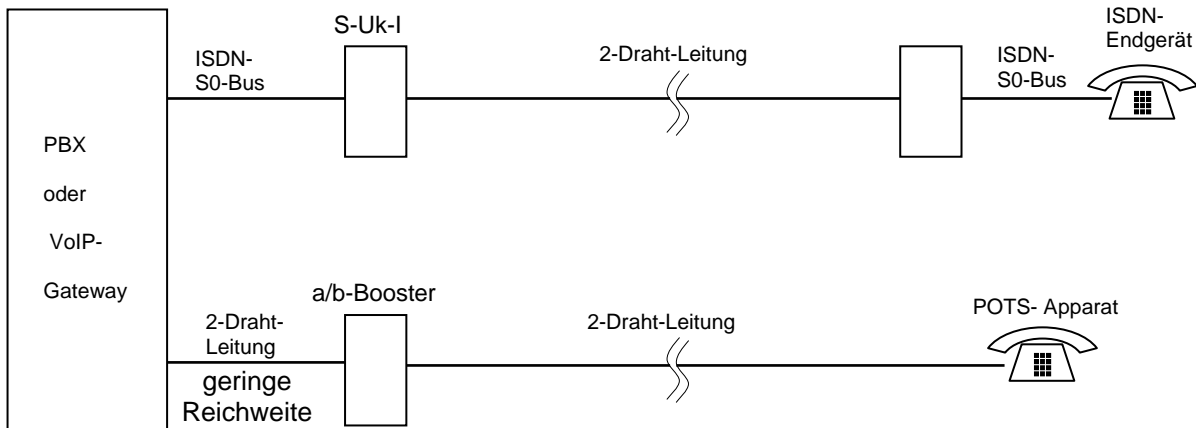 S-Uk-I
ISDN-
S0-Bus
2-Draht-Leitung
ISDN-
S0-Bus
ISDN-
Endgerät
PBX
oder
VoIP-
Gateway
a/b-Booster
2-Draht-
Leitung
geringe
Reichweite
2-Draht-Leitung
POTS- Apparat